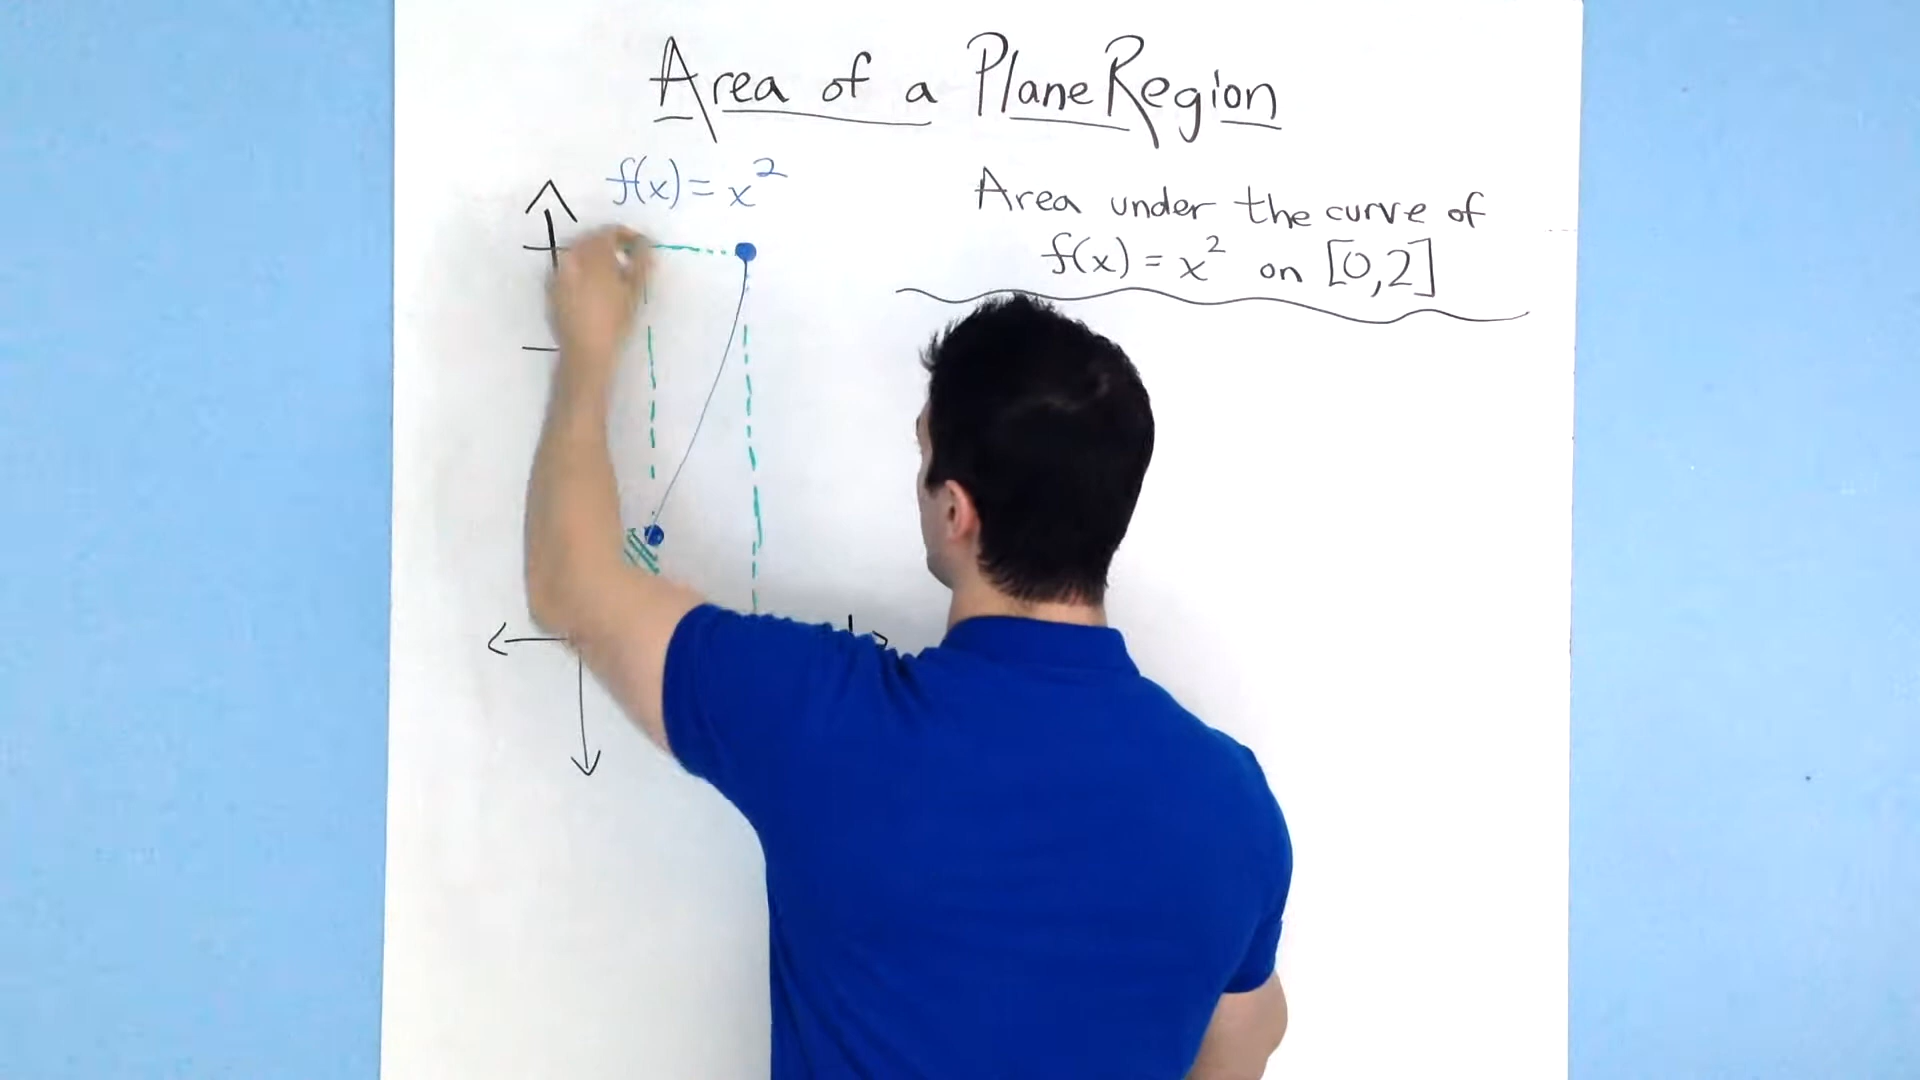 Area of a Plane Region
f(x) = x²
Area under the curve of
f(x) = x² on [0,2]